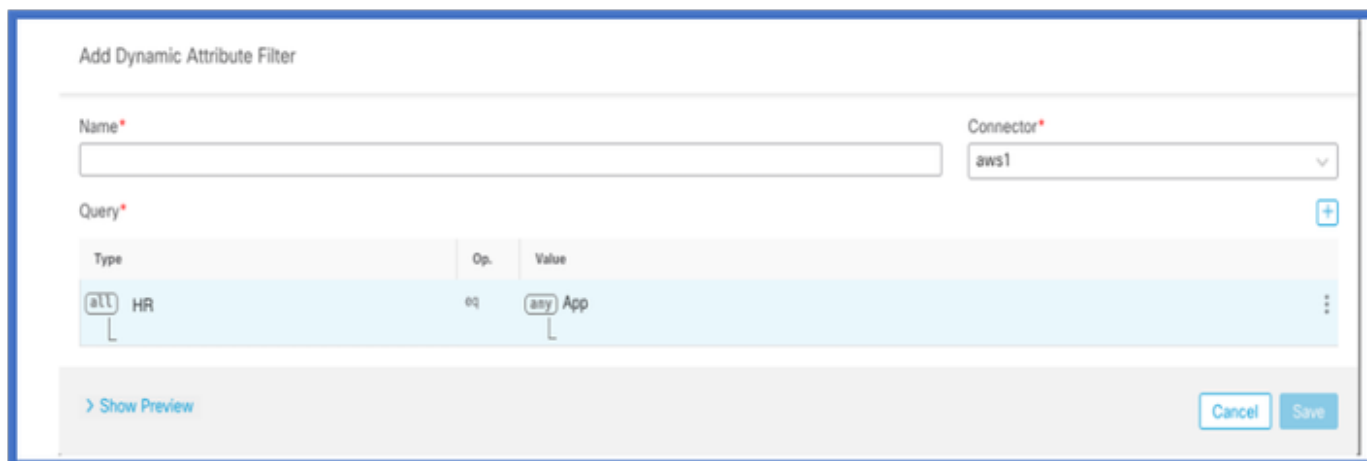 Add Dynamic Attribute Filter
Name* Connector*
aws1
Query*
Type Op. Value
all HR eq any App
> Show Preview Cancel Save